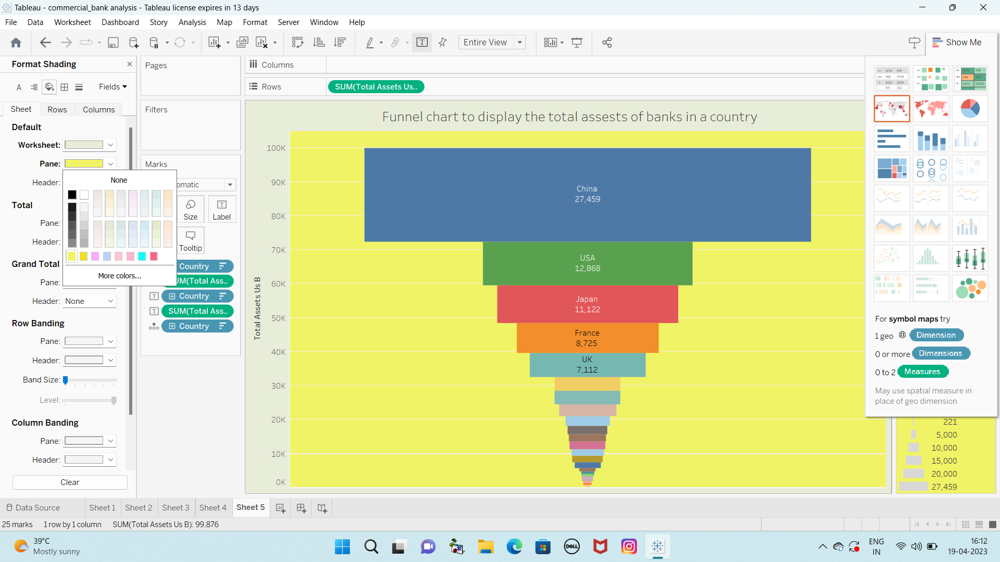 Tableau - commercial_bank analysis - Tableau license expires in 13 days
File Data Worksheet Dashboard Story Analysis Map Format Server Window Help
Entire View
Show Me
Format Shading
Fields
Sheet Rows Columns
Default
Worksheet:
Pane:
Header:
Total
Pane:
Header:
Grand Total
Pane:
Header: None
Row Banding
Pane:
Header:
Band Size:
Level:
Column Banding
Pane:
Header:
Clear
None
More colors...
Pages
Filters
Marks
omatic
Size
Label
Tooltip
Country
UM(Total Ass..
Country
SUM(Total Ass..
Country
Columns
Rows
SUM(Total Assets Us..
Funnel chart to display the total assests of banks in a country
Total Assets Us B
100K
90K
80K
70K
60K
50K
40K
30K
20K
10K
0K
China
27,459
USA
12,868
Japan
11,122
France
8,725
UK
7,112
For symbol maps try
1 geo Dimension
0 or more Dimensions
0 to 2 Measures
May use spatial measure in
place of geo dimension
221
5,000
10,000
15,000
20,000
27,459
Data Source
Sheet 1
Sheet 2
Sheet 3
Sheet 4
Sheet 5
25 marks 1 row by 1 column SUM(Total Assets Us B): 99,876
39°C
Mostly sunny
DELL
ENG
IN
16:12
19-04-2023